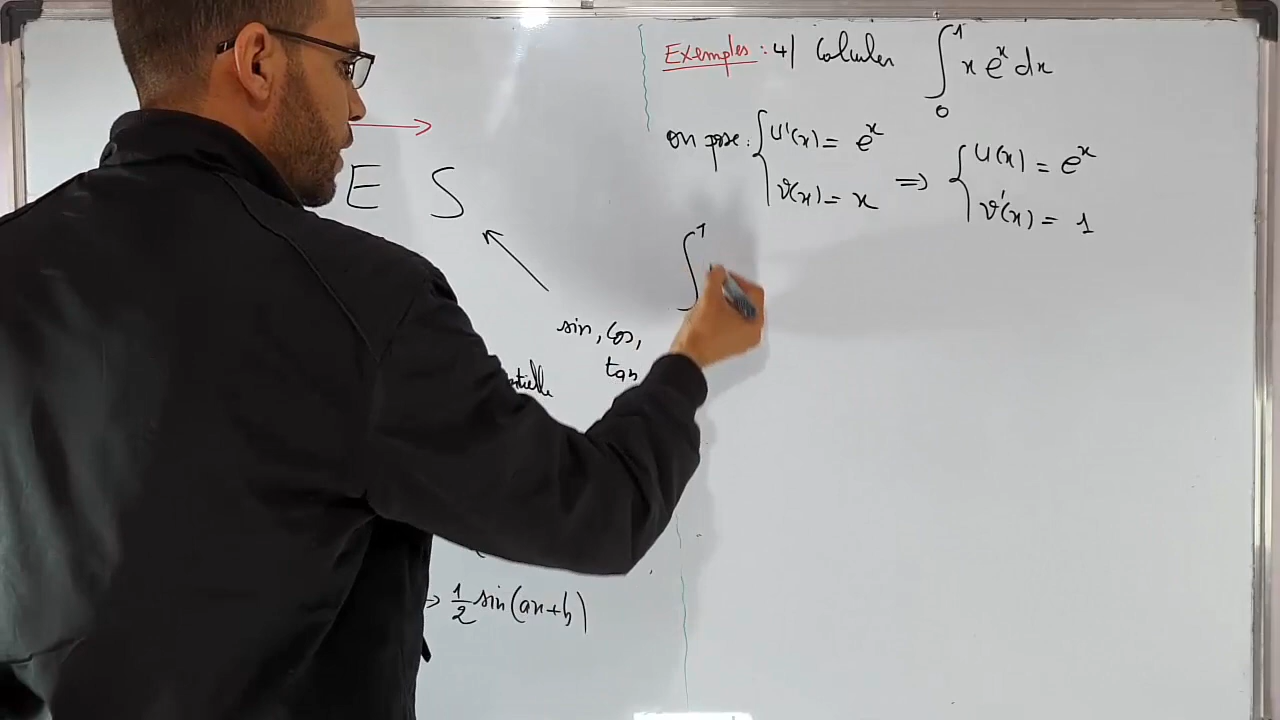 Exemples : 4/ Calculer ∫₀¹ x eˣ dx
on pose : { U'(x) = eˣ ⇒ { U(x) = eˣ
V(x) = x V'(x) = 1
E S
∫¹
sin, cos,
tan
→ 1/2 sin(ax+b)